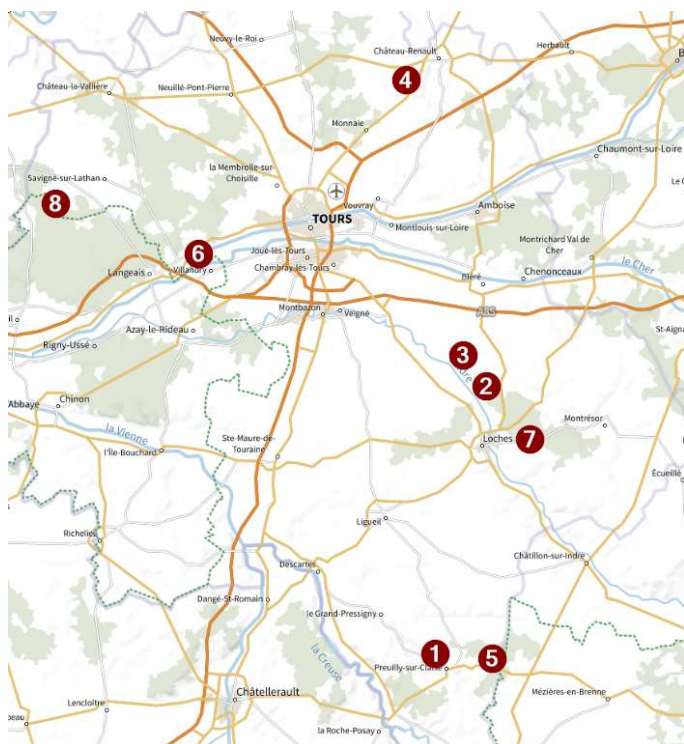 Neuvy-le-Roi
Château-Renault
Herbault
B
4
Château-la-Vallière
Neuillé-Pont-Pierre
Monnaie
Chaumont-sur-Loire
la Membrolle-sur-
Choisille
Savigné-sur-Lathan
Le C
8
Vouvray
Amboise
TOURS
Montlouis-sur-Loire
6
Joué-lès-Tours
Montrichard Val de
Cher
le Cher
Langeais
Villandry
Chambray-lès-Tours
Bléré
Chenonceaux
il
Montbazon
Veigné
A85
Azay-le-Rideau
St-Aigna
Rigny-Ussé
3
2
Chinon
Abbaye
la Vienne
7
Montrésor
Loches
Ste-Maure-de-
Touraine
l'Île-Bouchard
Écueillé
Ligueil
Richelieu
Châtillon-sur-Indre
Descartes
Dangé-St-Romain
le Grand-Pressigny
la Creuse
1
5
Preuilly-sur-Claise
Châtellerault
Mézières-en-Brenne
Lencloître
beau
la Roche-Posay